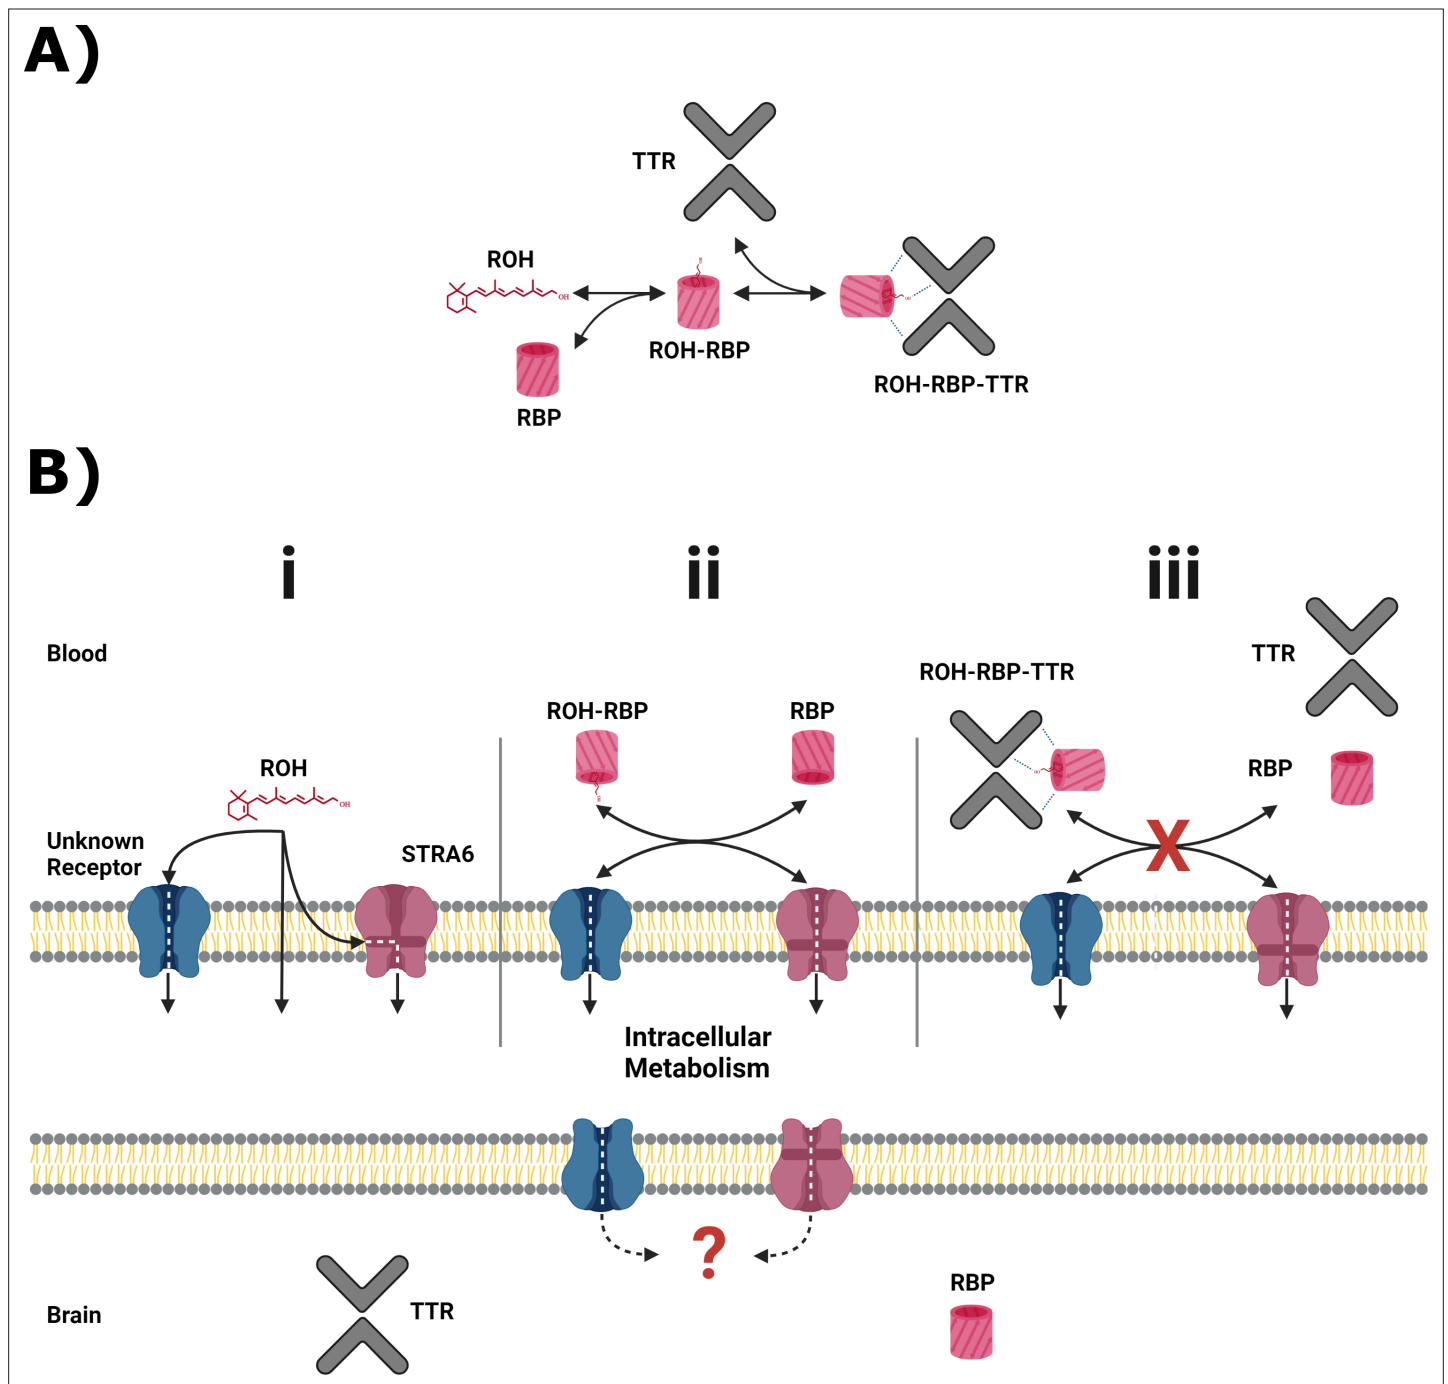 A)
TTR
ROH
OH
ROH-RBP
RBP
ROH-RBP-TTR
B)
i
ii
iii
Blood
ROH-RBP-TTR
TTR
ROH-RBP
RBP
ROH
RBP
OH
Unknown
Receptor
STRA6
X
Intracellular
Metabolism
?
RBP
Brain
TTR